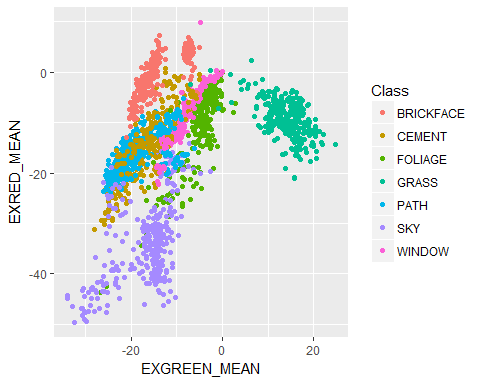 0
-20
-40
EXRED_MEAN
-20
0
20
EXGREEN_MEAN
Class
BRICKFACE
CEMENT
FOLIAGE
GRASS
PATH
SKY
WINDOW